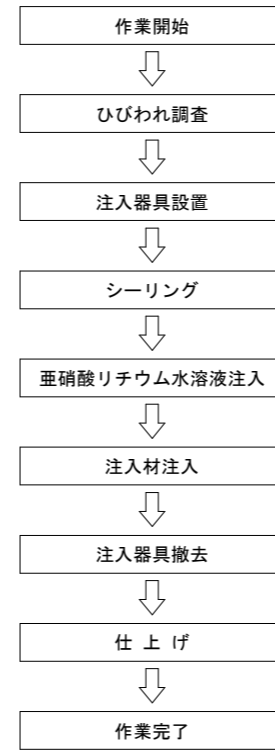 作業開始
ひびわれ調査
注入器具設置
シーリング
亜硝酸リチウム水溶液注入
注入材注入
注入器具撤去
仕 上 げ
作業完了